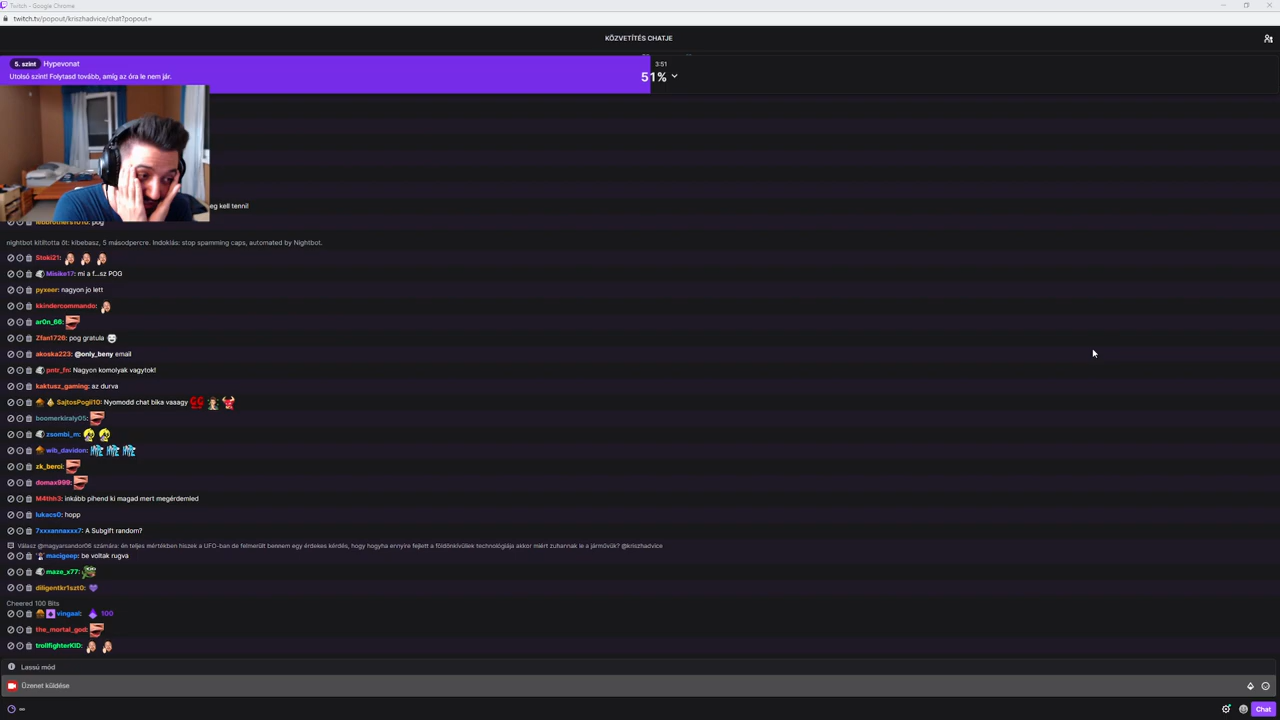 Twitch - Google Chrome
twitch.tv/popout/kriszhadvice/chat?popout=
KÖZVETÍTÉS CHATJE
5. szint Hypevonat
Utolsó szint! Folytasd tovább, amíg az óra le nem jár.
3:51
51%
eg kell tenni!
pog
nightbot kitiltotta őt: kibebasz, 5 másodpercre. Indoklás: stop spamming caps, automated by Nightbot.
Stoki21:
Misike17: mi a f...sz POG
pyxeer: nagyon jo lett
kkindercommando:
ar0n_66:
Zfan1726: pog gratula
akoska223: @only_beny email
pntr_fn: Nagyon komolyak vagytok!
kaktusz_gaming: az durva
SajtosPogii10: Nyomodd chat bika vaaagy
boomerkiraly05:
zsombi_m:
wib_davidon:
zk_berci:
domax999:
M4thh3: inkább pihend ki magad mert megérdemled
lukacs0: hopp
7xxxannaxxx7: A Subgift random?
Válasz @magyarsandor06 számára: én teljes mértékben hiszek a UFO-ban de felmerült bennem egy érdekes kérdés, hogy hogyha ennyire fejlett a földönkívüliek technológiája akkor miért zuhannak le a járművük? @kriszhadvice
macigeep: be voltak rugva
maze_x77:
diligentkr1szt0:
Cheered 100 Bits
vingaal: 100
the_mortal_god:
trollfighterKID:
Lassú mód
Üzenet küldése
Chat